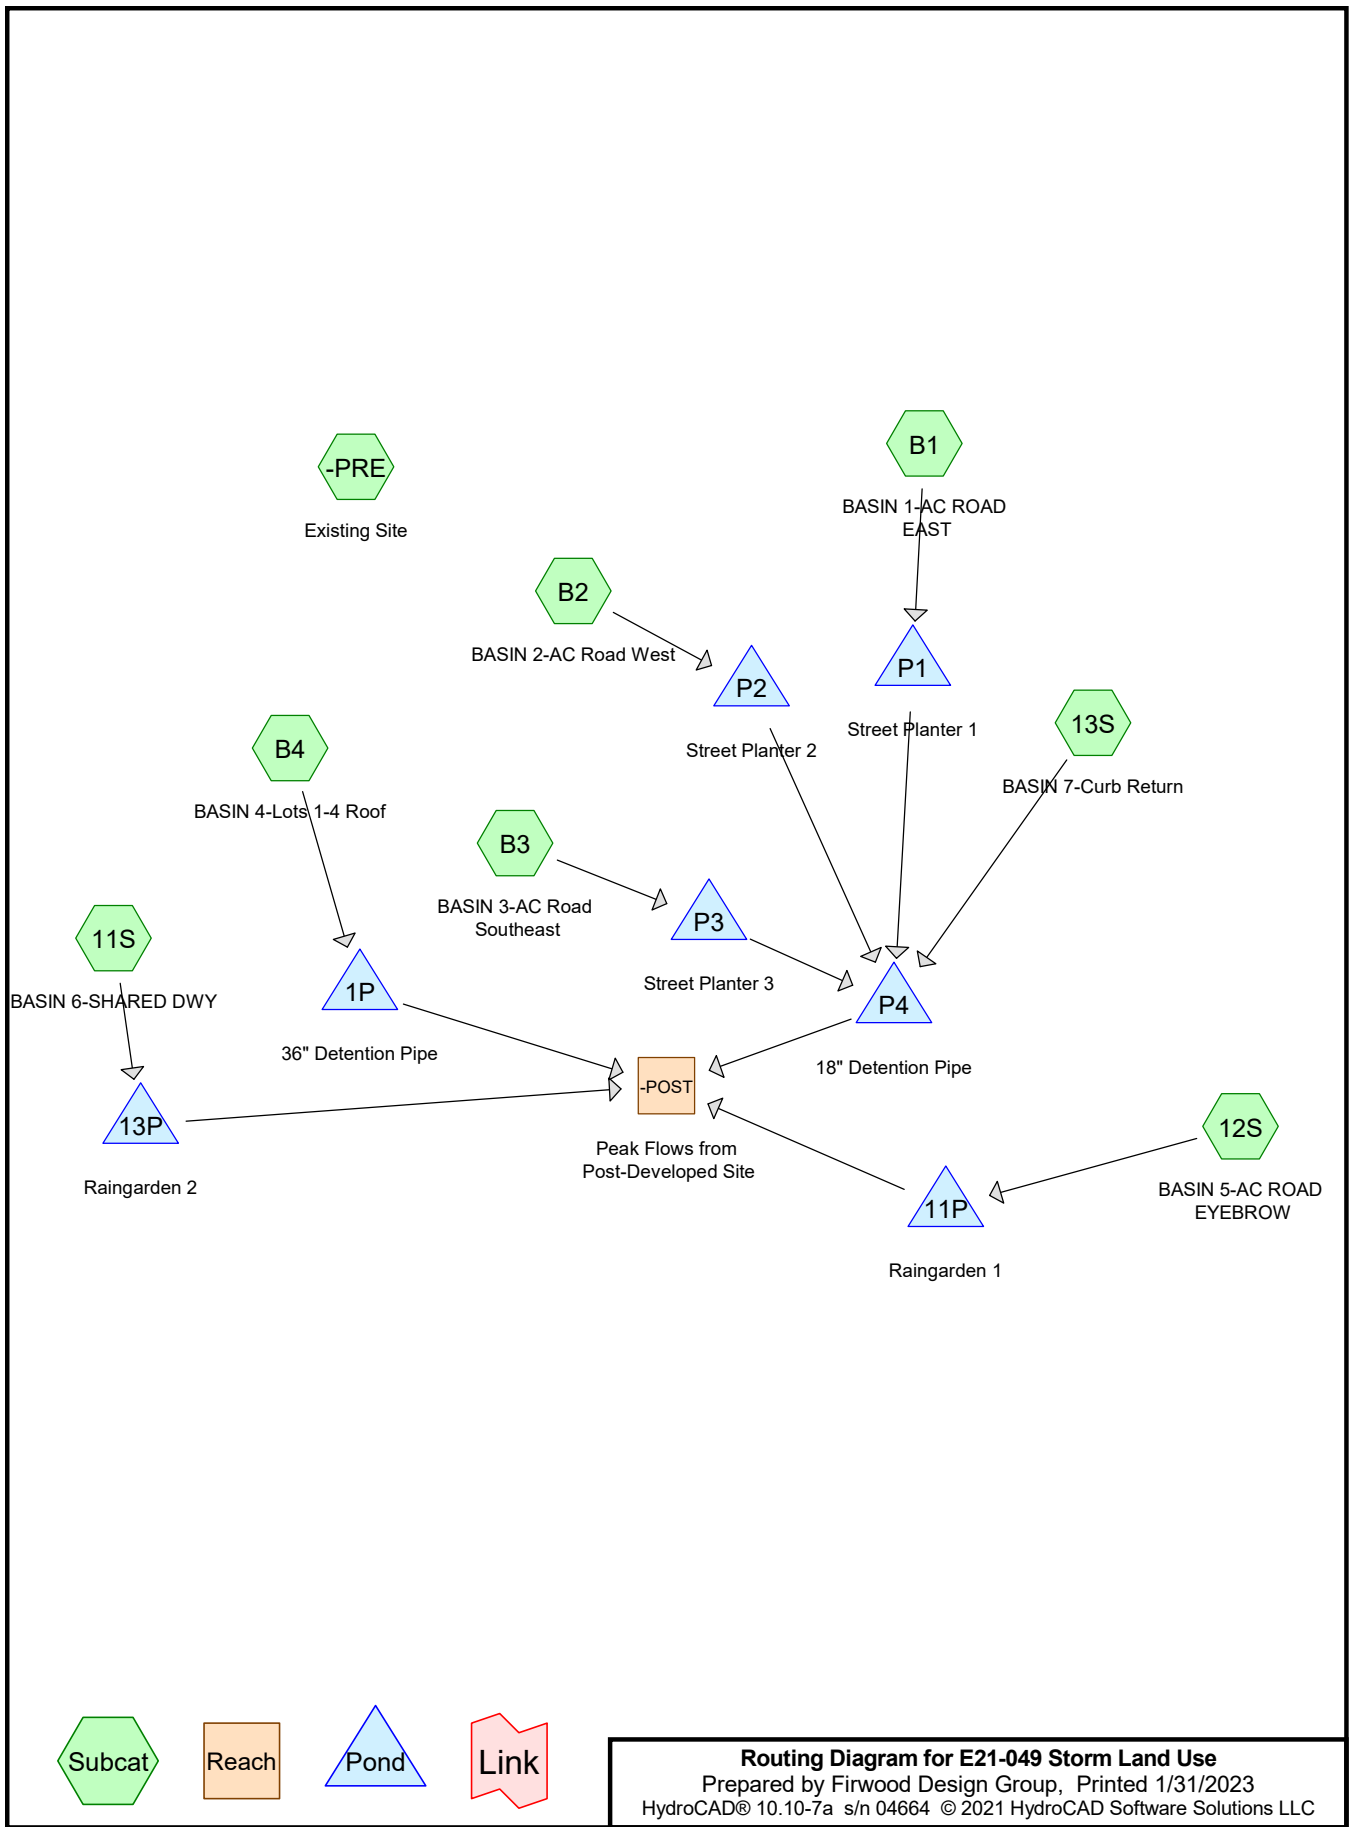 B1
BASIN 1-AC ROAD
EAST
-PRE
Existing Site
B2
BASIN 2-AC Road West
P1
Street Planter 1
P2
Street Planter 2
13S
BASIN 7-Curb Return
B4
BASIN 4-Lots 1-4 Roof
B3
BASIN 3-AC Road
Southeast
P3
Street Planter 3
11S
BASIN 6-SHARED DWY
1P
36" Detention Pipe
P4
18" Detention Pipe
-POST
Peak Flows from
Post-Developed Site
13P
Raingarden 2
12S
BASIN 5-AC ROAD
EYEBROW
11P
Raingarden 1
Subcat
Reach
Pond
Link
Routing Diagram for E21-049 Storm Land Use
Prepared by Firwood Design Group, Printed 1/31/2023
HydroCAD® 10.10-7a s/n 04664 © 2021 HydroCAD Software Solutions LLC